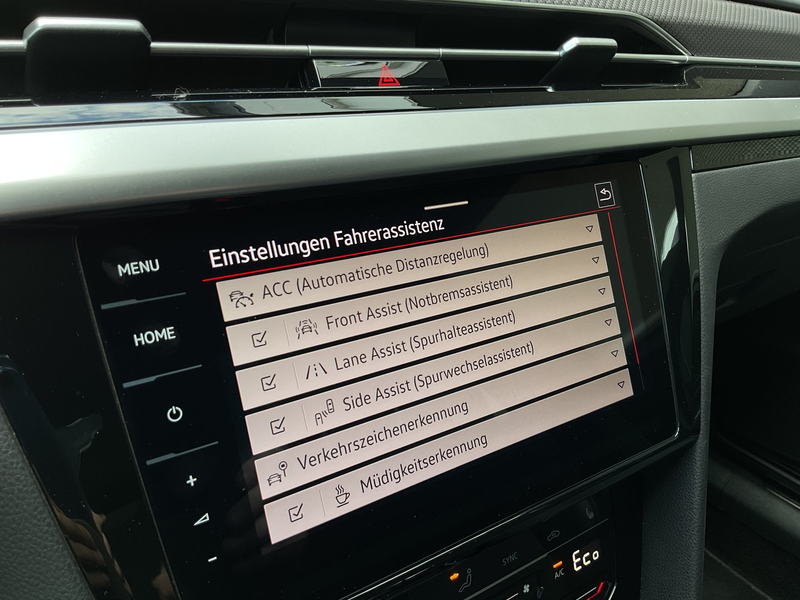 MENU
HOME
+
-
Einstellungen Fahrerassistenz
ACC (Automatische Distanzregelung)
Front Assist (Notbremsassistent)
Lane Assist (Spurhalteassistent)
Side Assist (Spurwechselassistent)
Verkehrszeichenerkennung
Müdigkeitserkennung
SYNC
A/C
Eco